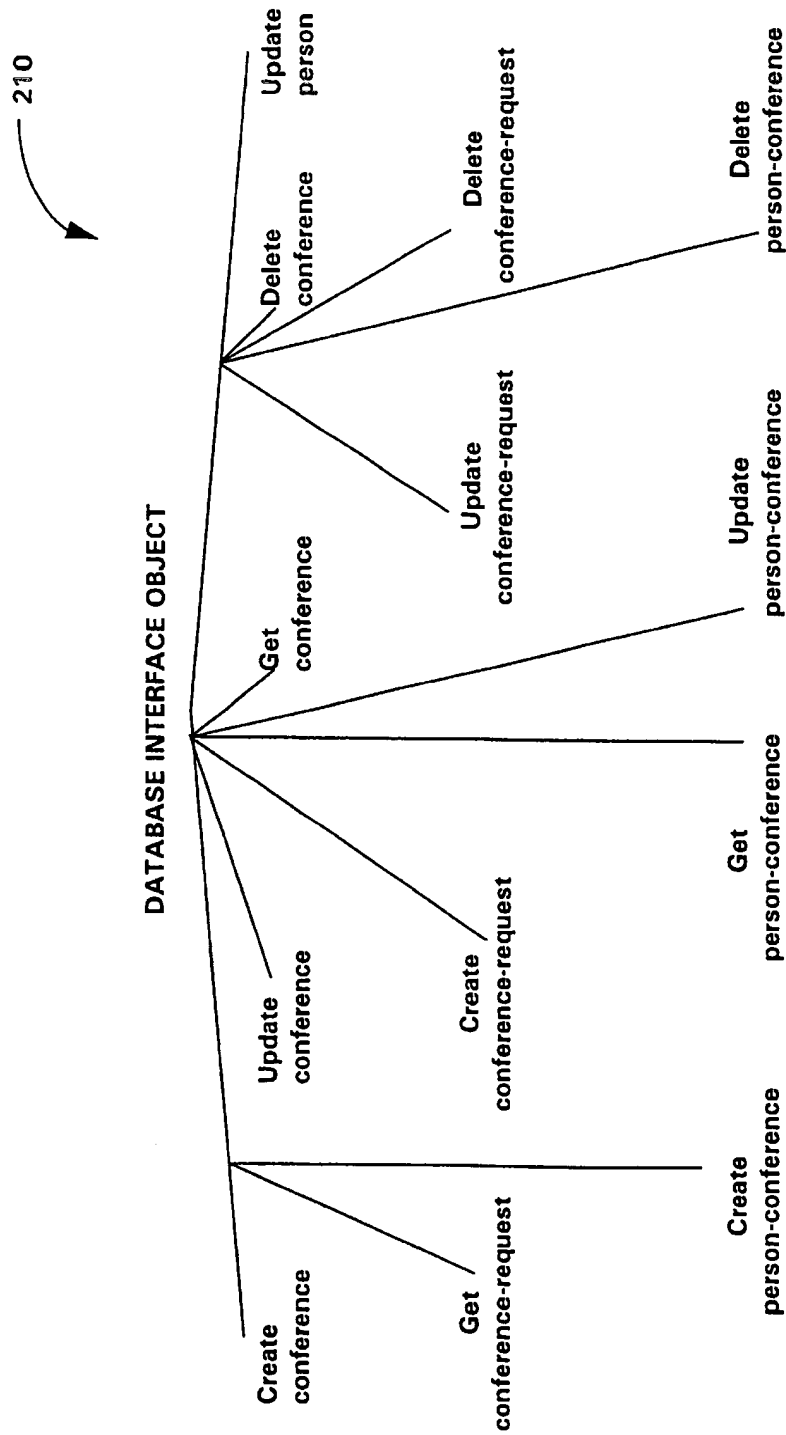 210
DATABASE INTERFACE OBJECT
Create
conference
Update
conference
Get
conference
Delete
conference
Update
person
Get
conference-request
Create
conference-request
Update
conference-request
Delete
conference-request
Create
person-conference
Get
person-conference
Update
person-conference
Delete
person-conference